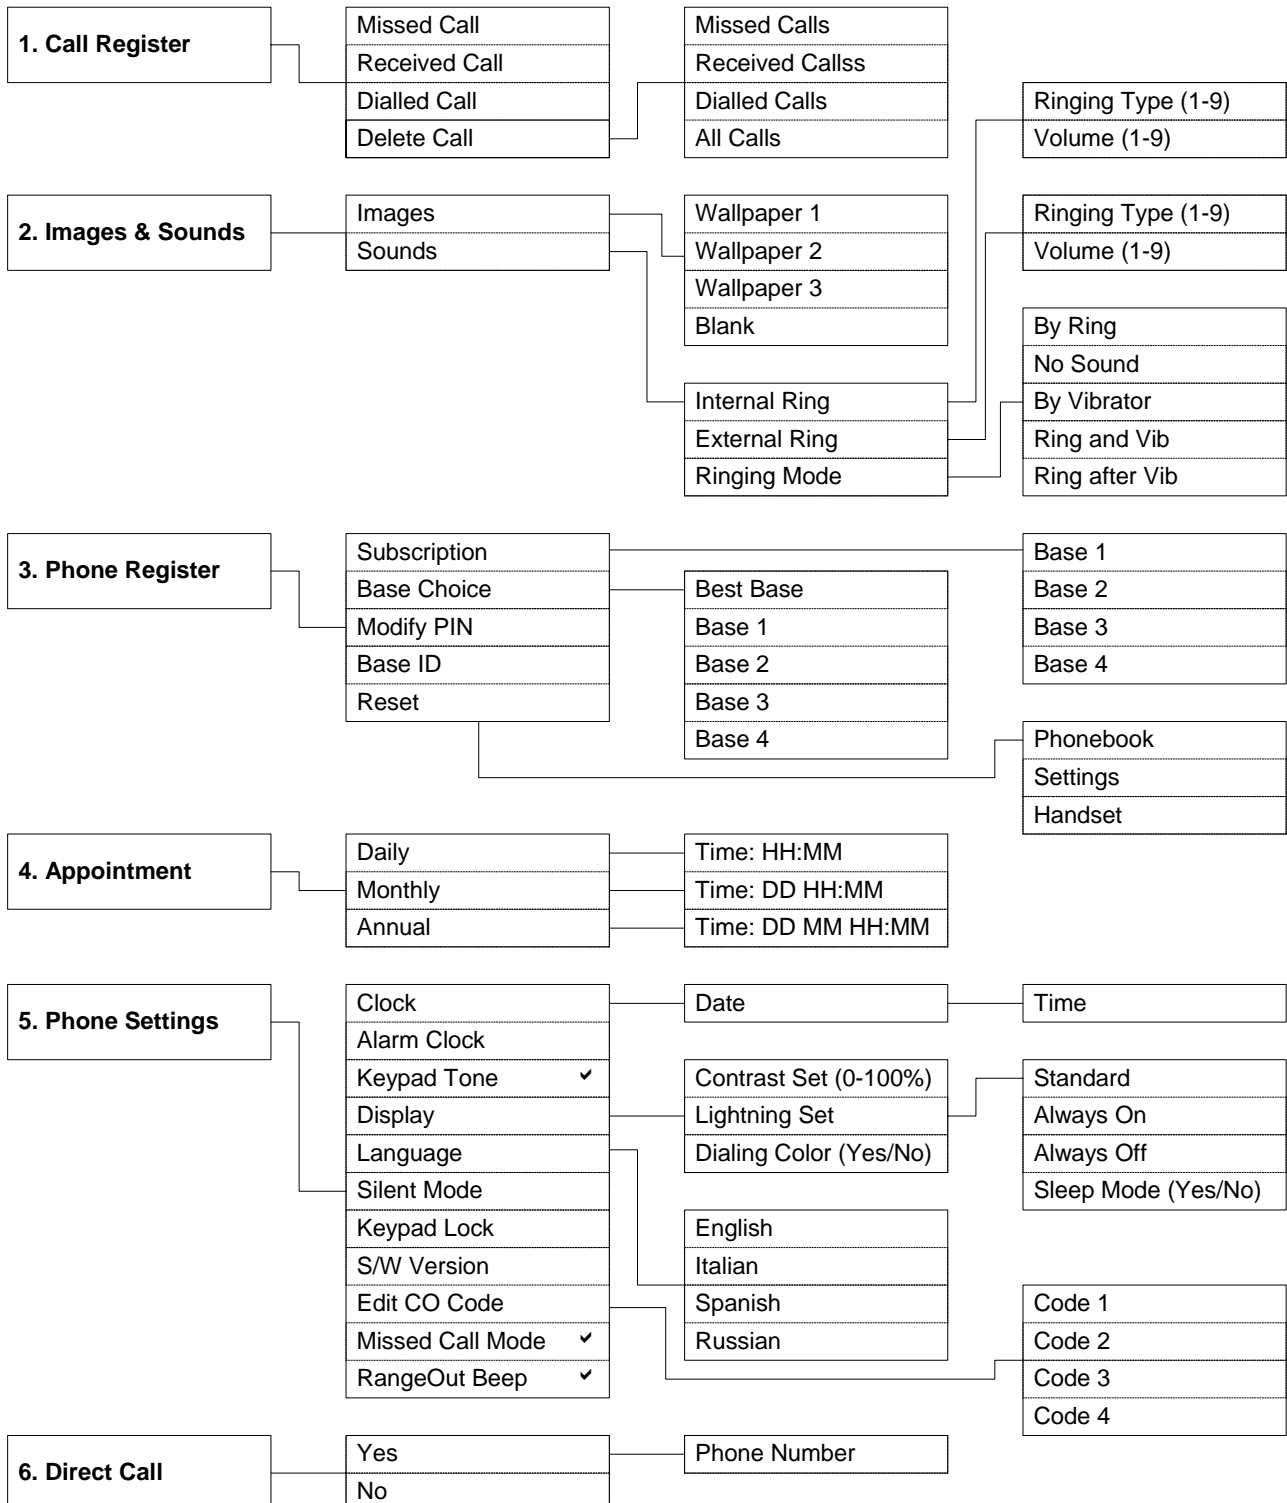 1. Call Register
Missed Call
Received Call
Dialled Call
Delete Call
Missed Calls
Received Callss
Dialled Calls
All Calls
Ringing Type (1-9)
Volume (1-9)
2. Images & Sounds
Images
Sounds
Wallpaper 1
Wallpaper 2
Wallpaper 3
Blank
Ringing Type (1-9)
Volume (1-9)
Internal Ring
External Ring
Ringing Mode
By Ring
No Sound
By Vibrator
Ring and Vib
Ring after Vib
3. Phone Register
Subscription
Base Choice
Modify PIN
Base ID
Reset
Best Base
Base 1
Base 2
Base 3
Base 4
Base 1
Base 2
Base 3
Base 4
Phonebook
Settings
Handset
4. Appointment
Daily
Monthly
Annual
Time: HH:MM
Time: DD HH:MM
Time: DD MM HH:MM
5. Phone Settings
Clock
Alarm Clock
Keypad Tone ✓
Display
Language
Silent Mode
Keypad Lock
S/W Version
Edit CO Code
Missed Call Mode ✓
RangeOut Beep ✓
Date
Time
Contrast Set (0-100%)
Lightning Set
Dialing Color (Yes/No)
Standard
Always On
Always Off
Sleep Mode (Yes/No)
English
Italian
Spanish
Russian
Code 1
Code 2
Code 3
Code 4
6. Direct Call
Yes
No
Phone Number